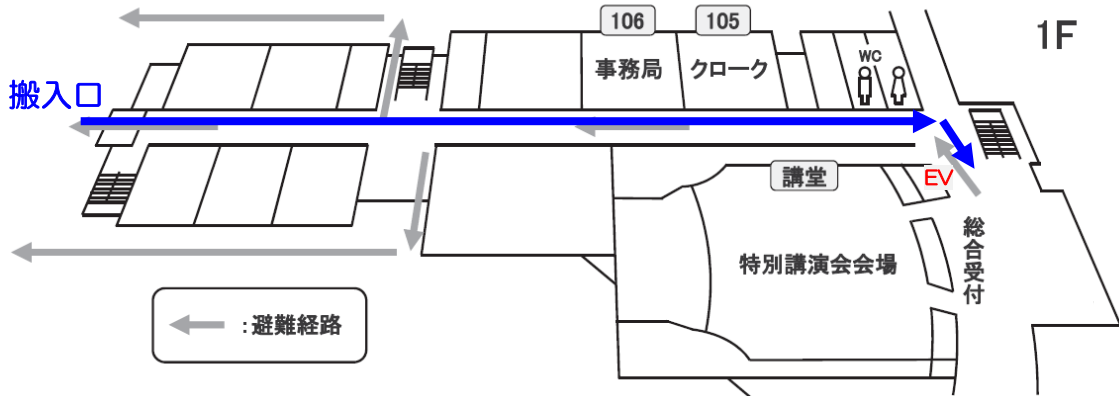 106
105
1F
事務局
クローク
WC
搬入口
講堂
EV
総合受付
特別講演会会場
:避難経路